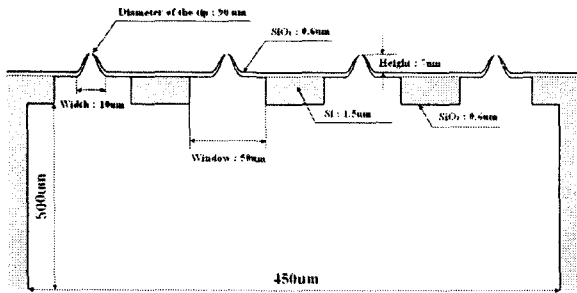 Diameter of the tip : 90 nm
SiO₂ : 0.6um
Height : 7um
Width : 10um
Si : 1.5um
SiO₂ : 0.6um
Window : 50um
500um
450um